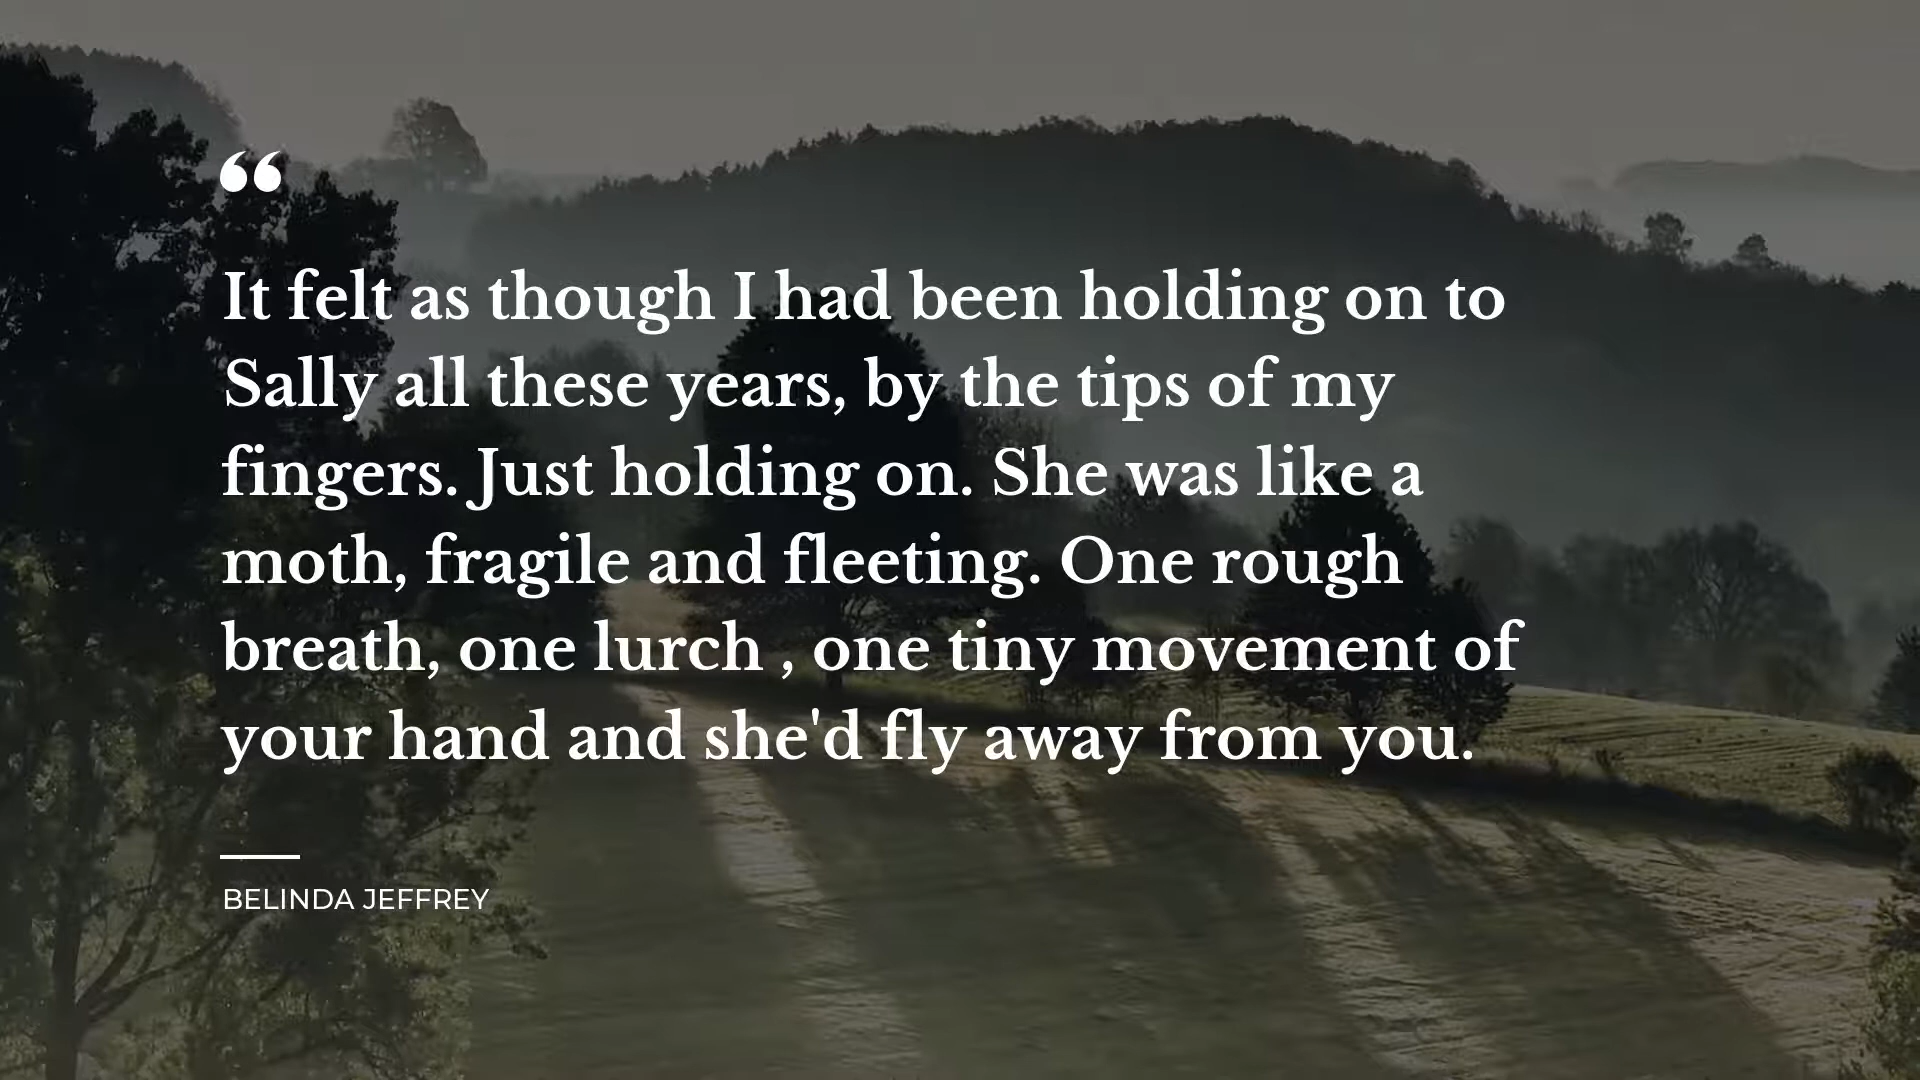 “
It felt as though I had been holding on to
Sally all these years, by the tips of my
fingers. Just holding on. She was like a
moth, fragile and fleeting. One rough
breath, one lurch , one tiny movement of
your hand and she'd fly away from you.
BELINDA JEFFREY